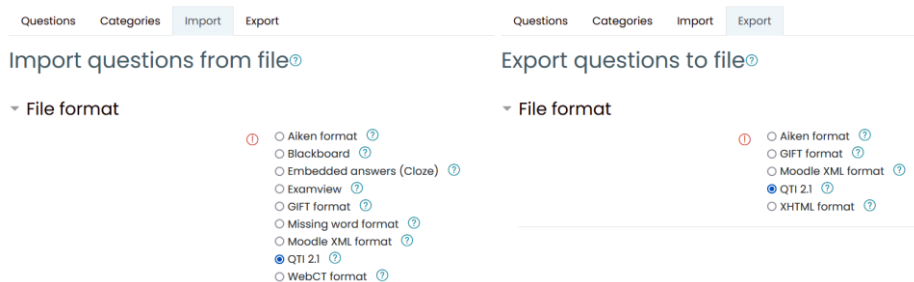 Questions Categories Import Export
Import questions from file
File format
Aiken format
Blackboard
Embedded answers (Cloze)
Examview
GIFT format
Missing word format
Moodle XML format
QTI 2.1
WebCT format
Questions Categories Import Export
Export questions to file
File format
Aiken format
GIFT format
Moodle XML format
QTI 2.1
XHTML format